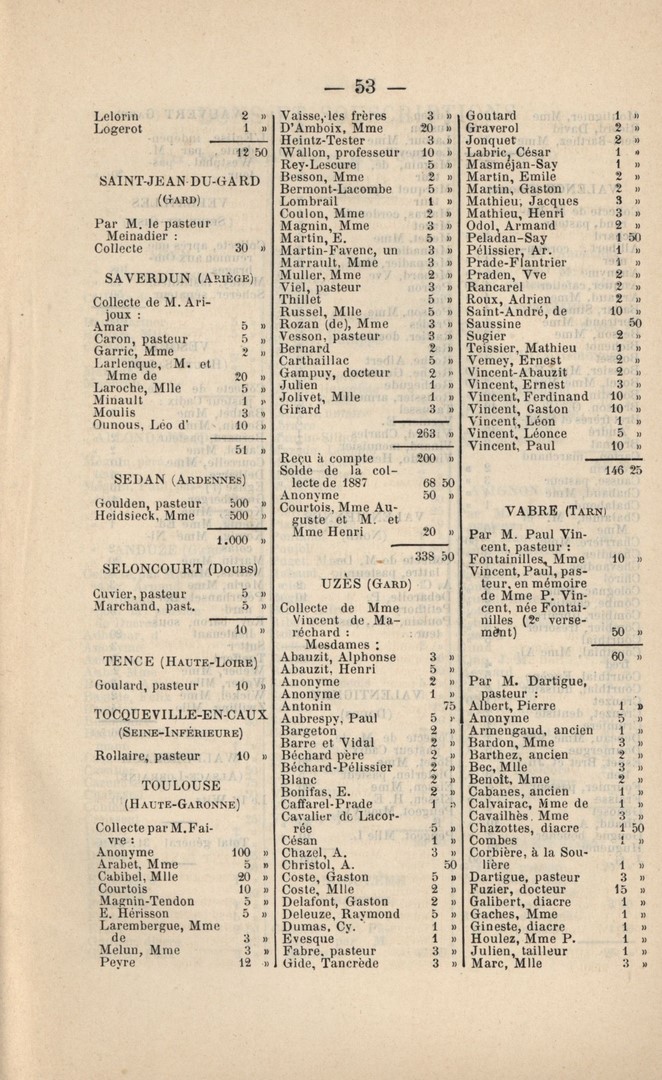 — 53 —
Lelorin 2 »
Logerot 1 »
12 50
SAINT-JEAN-DU-GARD
(GARD)
Par M. le pasteur
Meinadier :
Collecte 30 »
SAVERDUN (ARIÈGE)
Collecte de M. Ari-
joux :
Amar 5 »
Caron, pasteur 5 »
Garric, Mme 2 »
Larlenque, M. et
Mme de 20 »
Laroche, Mlle 5 »
Minault 1 »
Moulis 3 »
Ounous, Léo d' 10 »
51 »
SEDAN (ARDENNES)
Goulden, pasteur 500 »
Heidsieck, Mme 500 »
1.000 »
SELONCOURT (DOUBS)
Cuvier, pasteur 5 »
Marchand, past. 5 »
10 »
TENCE (HAUTE-LOIRE)
Goulard, pasteur 10 »
TOCQUEVILLE-EN-CAUX
(SEINE-INFÉRIEURE)
Rollaire, pasteur 10 »
TOULOUSE
(HAUTE-GARONNE)
Collecte par M. Fai-
vre :
Anonyme 100 »
Arabet, Mme 5 »
Cabibel, Mlle 20 »
Courtois 10 »
Magnin-Tendon 5 »
E. Hérisson 5 »
Larembergue, Mme
de 3 »
Melun, Mme 3 »
Peyre 12 »
Vaisse, les frères 3 »
D'Amboix, Mme 20 »
Heintz-Tester 3 »
Wallon, professeur 10 »
Rey-Lescure 5 »
Besson, Mme 2 »
Bermont-Lacombe 5 »
Lombrail 1 »
Coulon, Mme 2 »
Magnin, Mme 3 »
Martin, E. 5 »
Martin-Favenc, un 3 »
Marrault, Mme 3 »
Muller, Mme 2 »
Viel, pasteur 3 »
Thillet 5 »
Russel, Mlle 5 »
Rozan (de), Mme 3 »
Vesson, pasteur 3 »
Bernard 2 »
Carthaillac 5 »
Gampuy, docteur 2 »
Julien 1 »
Jolivet, Mlle 1 »
Girard 3 »
263 »
Reçu à compte 200 »
Solde de la col-
lecte de 1887 68 50
Anonyme 50 »
Courtois, Mme Au-
guste et M. et
Mme Henri 20 »
338 50
UZÈS (GARD)
Collecte de Mme
Vincent de Ma-
réchard :
Mesdames :
Abauzit, Alphonse 3 »
Abauzit, Henri 5 »
Anonyme 2 »
Anonyme 1 »
Antonin 75
Aubrespy, Paul 5 »
Bargeton 2 »
Barre et Vidal 2 »
Béchard père 2 »
Béchard-Pélissier 2 »
Blanc 2 »
Bonifas, E. 2 »
Caffarel-Prade 1 »
Cavalier de Lacor-
rée 5 »
Césan 1 »
Chazel, A. 3 »
Christol, A. 50
Coste, Gaston 5 »
Coste, Mlle 2 »
Delafont, Gaston 2 »
Deleuze, Raymond 5 »
Dumas, Cy. 1 »
Evesque 1 »
Fabre, pasteur 3 »
Gide, Tancrède 3 »
Goutard 1 »
Graverol 2 »
Jonquet 2 »
Labric, César 1 »
Masméjan-Say 1 »
Martin, Emile 2 »
Martin, Gaston 2 »
Mathieu, Jacques 3 »
Mathieu, Henri 3 »
Odol, Armand 2 »
Peladan-Say 1 50
Pélissier, Ar. 1 »
Prade-Flantrier 1 »
Praden, Vve 2 »
Rancarel 2 »
Roux, Adrien 2 »
Saint-André, de 10 »
Saussine 50
Sugier 2 »
Teissier, Mathieu 1 »
Vemey, Ernest 2 »
Vincent-Abauzit 2 »
Vincent, Ernest 3 »
Vincent, Ferdinand 10 »
Vincent, Gaston 10 »
Vincent, Léon 1 »
Vincent, Léonce 5 »
Vincent, Paul 10 »
146 25
VABRE (TARN)
Par M. Paul Vin-
cent, pasteur :
Fontainilles, Mme 10 »
Vincent, Paul, pas-
teur, en mémoire
de Mme P. Vin-
cent, née Fontai-
nilles (2e verse-
ment) 50 »
60 »
Par M. Dartigue,
pasteur :
Albert, Pierre 1 »
Anonyme 5 »
Armengaud, ancien 1 »
Bardon, Mme 3 »
Barthez, ancien 2 »
Bec, Mlle 3 »
Benoît, Mme 2 »
Cabanes, ancien 1 »
Calvairac, Mme de 1 »
Cavailhès, Mme 3 »
Chazottes, diacre 1 50
Combes 1 »
Corbière, à la Sou-
lière 1 »
Dartigue, pasteur 3 »
Fuzier, docteur 15 »
Galibert, diacre 1 »
Gaches, Mme 1 »
Gineste, diacre 1 »
Houlez, Mme P. 1 »
Julien, tailleur 1 »
Marc, Mlle 3 »